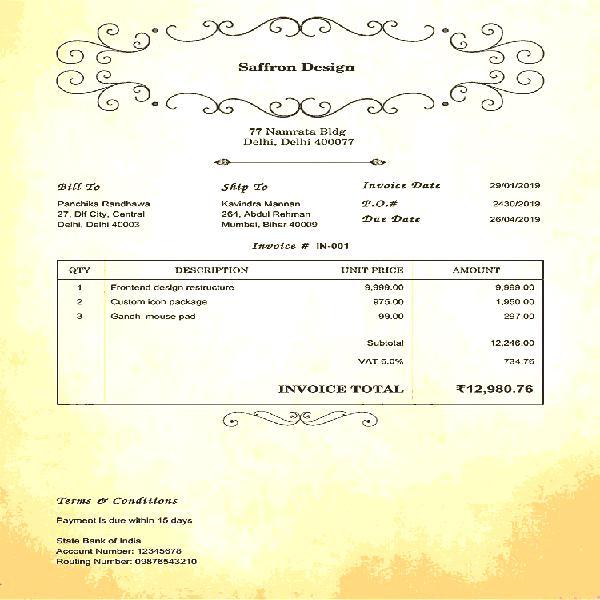 Saffron Design
77 Namrata Bldg
Delhi, Delhi 400077
Bill To
Panchika Randhawa
27, Dlf City, Central
Delhi, Delhi 40003
Ship To
Kavindra Mannan
264, Abdul Rehman
Mumbai, Bihar 40009
Invoice Date 29/01/2019
P.O.# 2430/2019
Due Date 26/04/2019
Invoice # IN-001
QTY DESCRIPTION UNIT PRICE AMOUNT
1 Frontend design restructure 9,999.00 9,999.00
2 Custom icon package 975.00 1,950.00
3 Gandhi mouse pad 99.00 297.00
Subtotal 12,246.00
VAT 6.0% 734.76
INVOICE TOTAL ₹12,980.76
Terms & Conditions
Payment is due within 15 days
State Bank of India
Account Number: 12345678
Routing Number: 09876543210